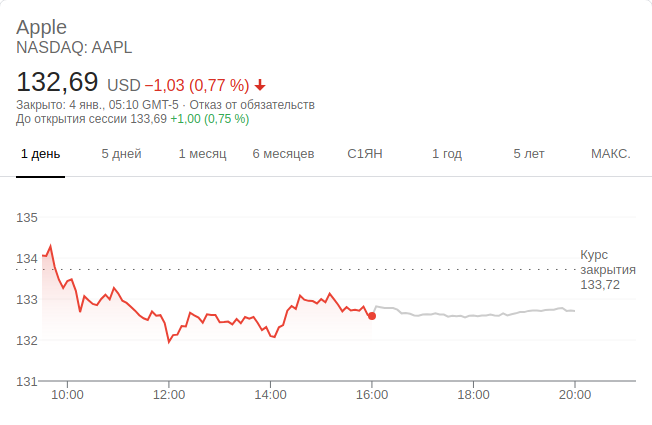 Apple
NASDAQ: AAPL
132,69 USD −1,03 (0,77 %)
Закрыто: 4 янв., 05:10 GMT-5 · Отказ от обязательств
До открытия сессии 133,69 +1,00 (0,75 %)
1 день 5 дней 1 месяц 6 месяцев С1ЯН 1 год 5 лет МАКС.
135
134
133
132
131
Курс
закрытия
133,72
10:00 12:00 14:00 16:00 18:00 20:00